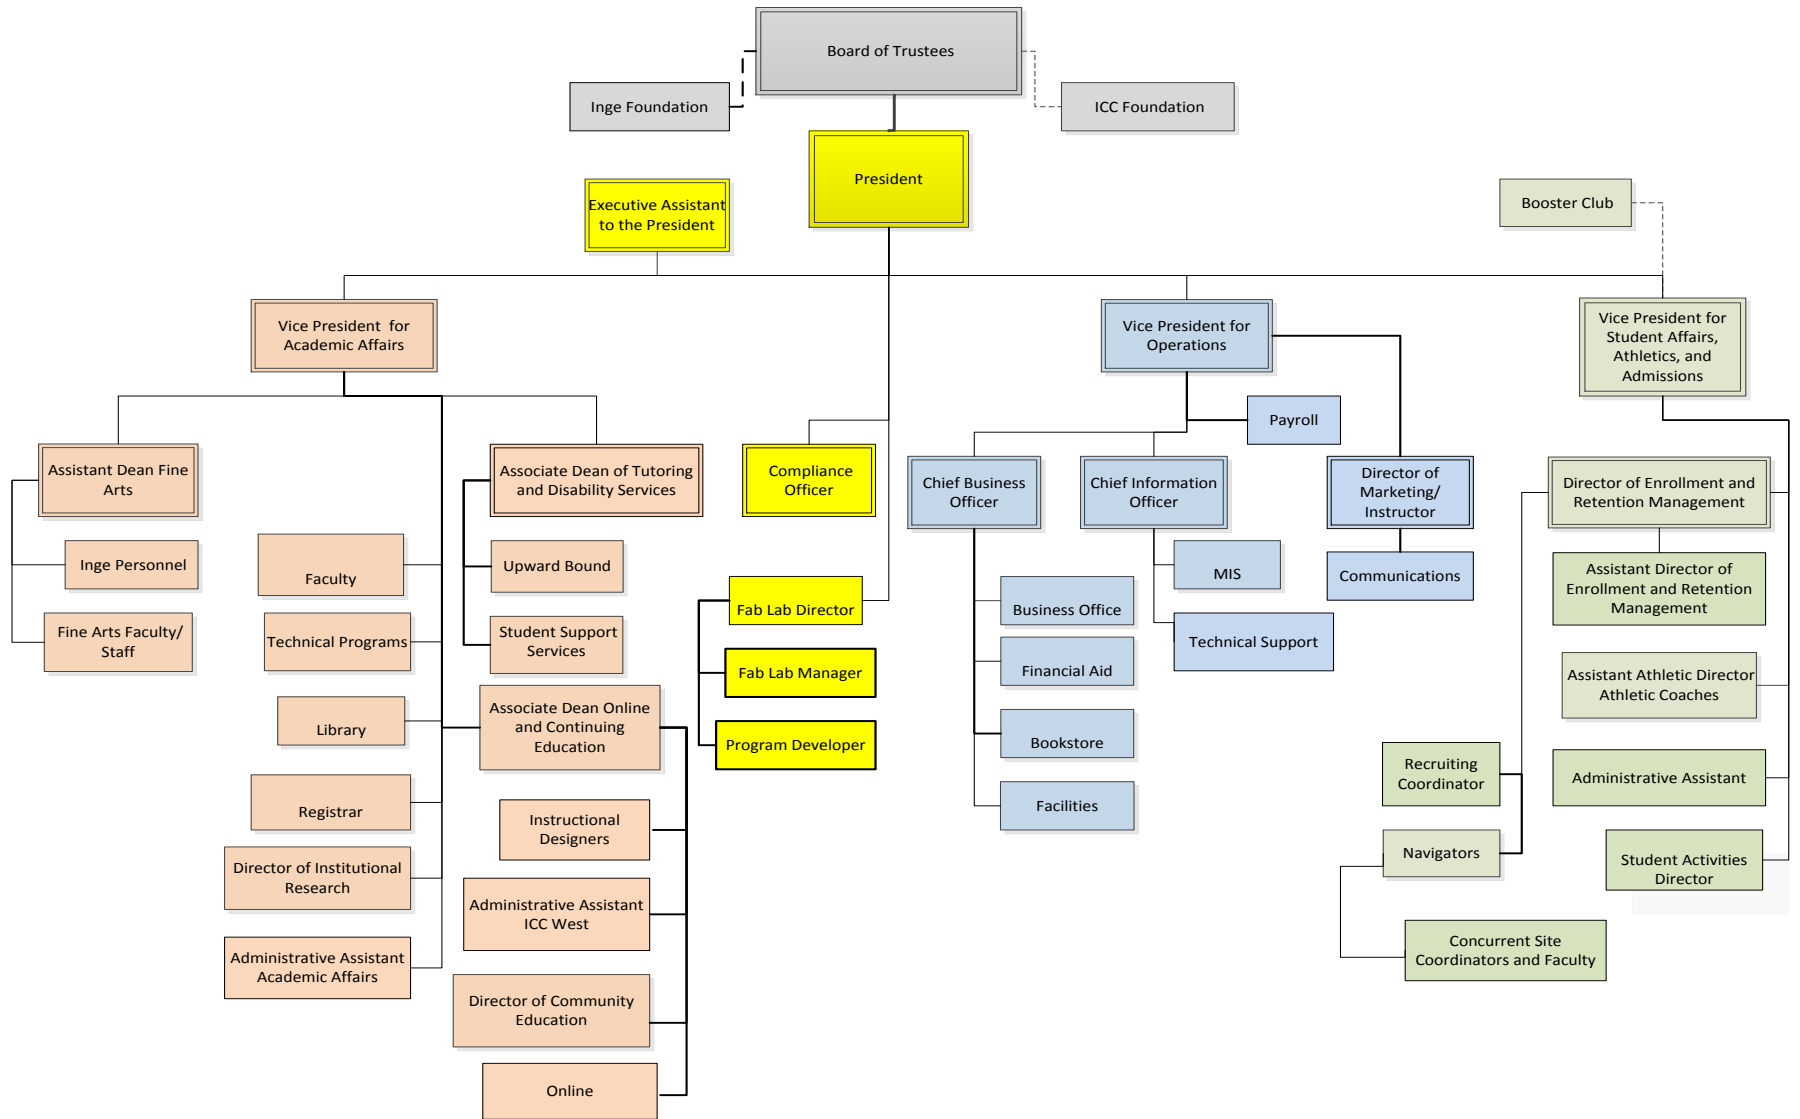 Board of Trustees
Inge Foundation
ICC Foundation
President
Executive Assistant
to the President
Booster Club
Vice President for
Academic Affairs
Vice President for
Operations
Vice President for
Student Affairs,
Athletics, and
Admissions
Payroll
Assistant Dean Fine
Arts
Associate Dean of Tutoring
and Disability Services
Compliance
Officer
Chief Business
Officer
Chief Information
Officer
Director of
Marketing/
Instructor
Director of Enrollment and
Retention Management
Inge Personnel
Faculty
Upward Bound
Fab Lab Director
Business Office
MIS
Communications
Assistant Director of
Enrollment and Retention
Management
Fine Arts Faculty/
Staff
Technical Programs
Student Support
Services
Fab Lab Manager
Financial Aid
Technical Support
Assistant Athletic Director
Athletic Coaches
Library
Associate Dean Online
and Continuing
Education
Program Developer
Bookstore
Recruiting
Coordinator
Administrative Assistant
Registrar
Instructional
Designers
Facilities
Navigators
Student Activities
Director
Director of Institutional
Research
Administrative Assistant
ICC West
Concurrent Site
Coordinators and Faculty
Administrative Assistant
Academic Affairs
Director of Community
Education
Online